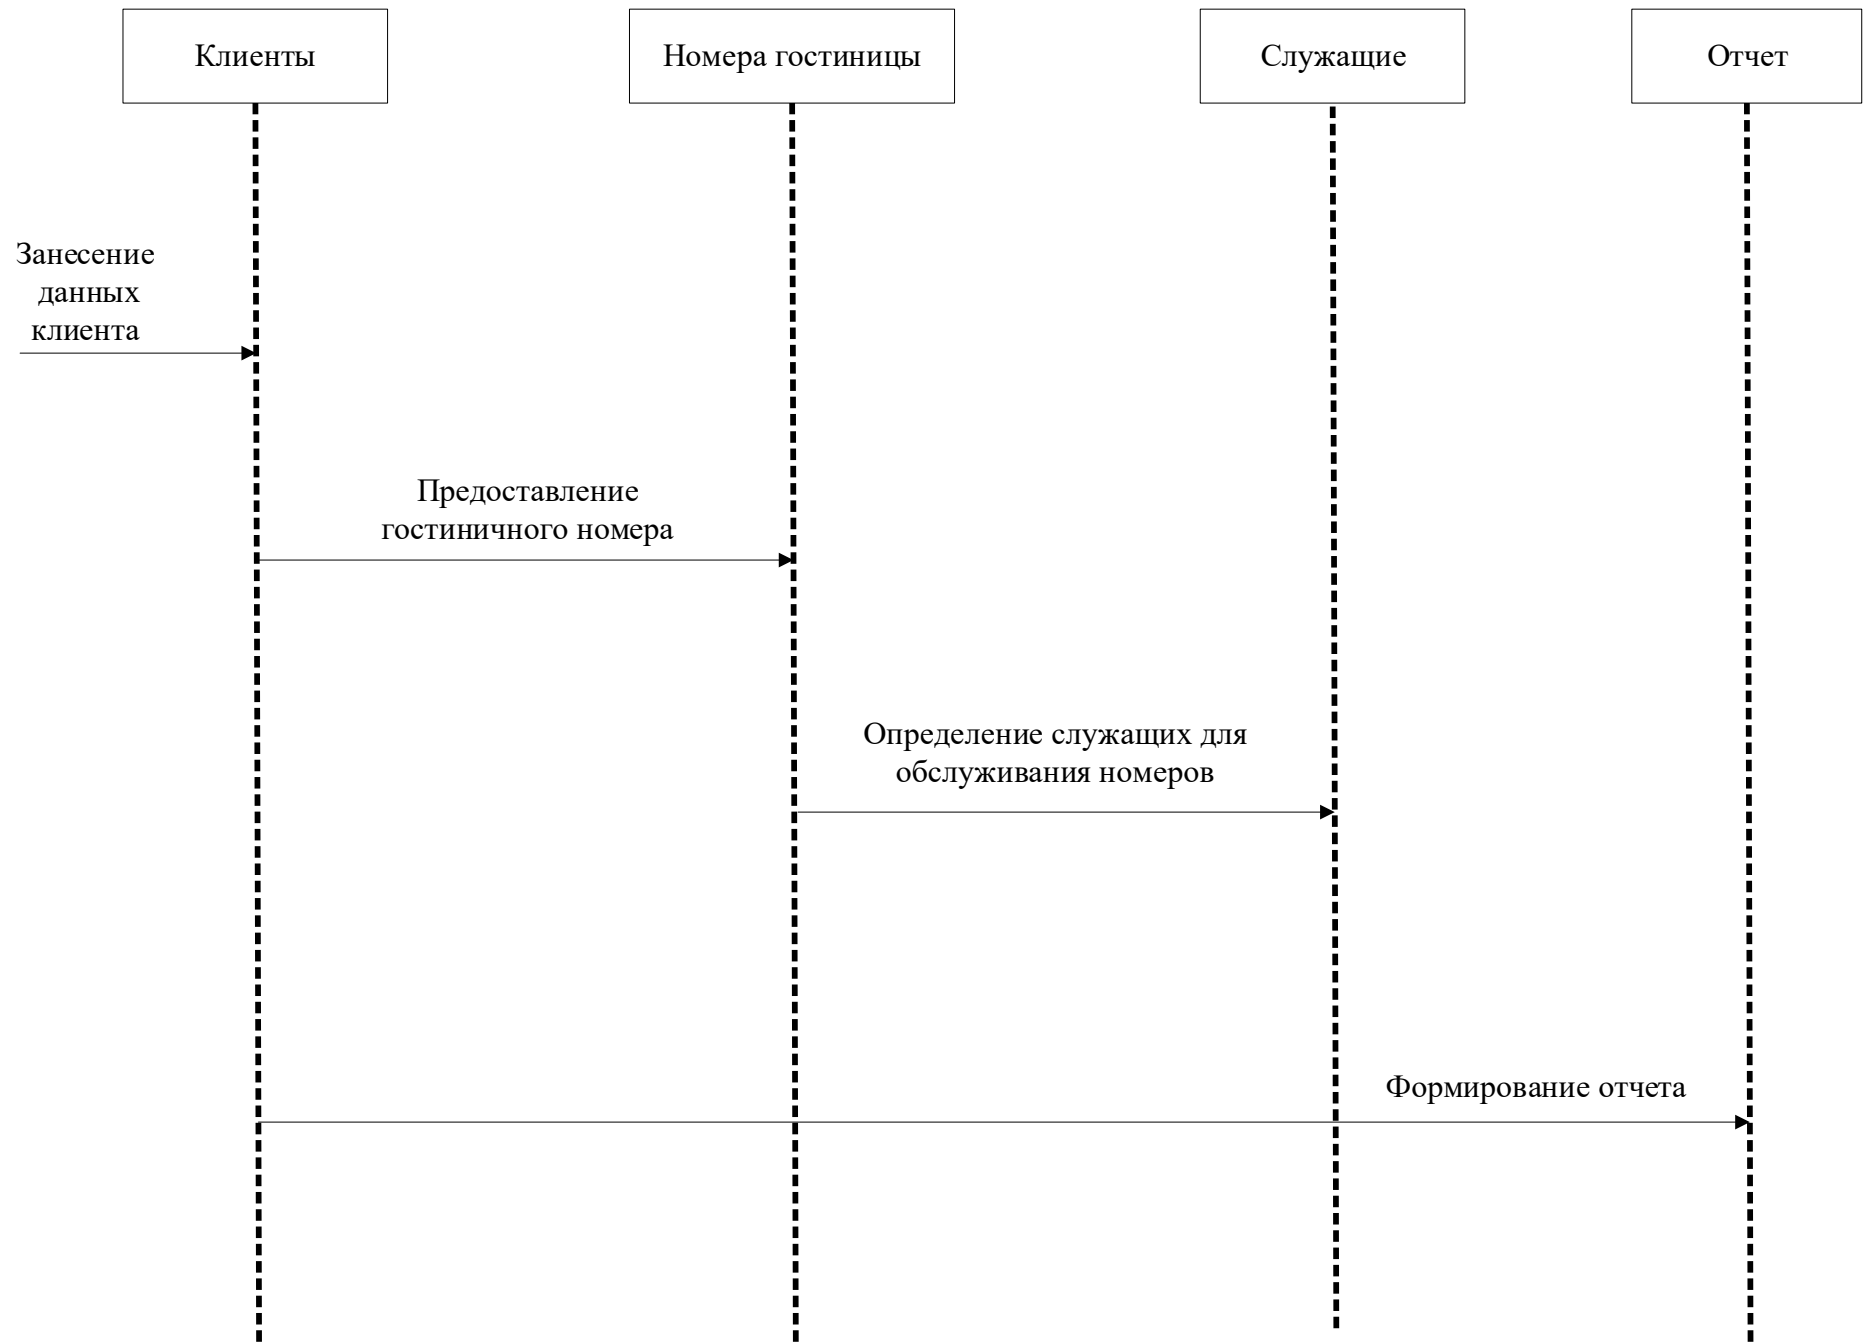 Клиенты
Номера гостиницы
Служащие
Отчет
Занесение
данных
клиента
Предоставление
гостиничного номера
Определение служащих для
обслуживания номеров
Формирование отчета